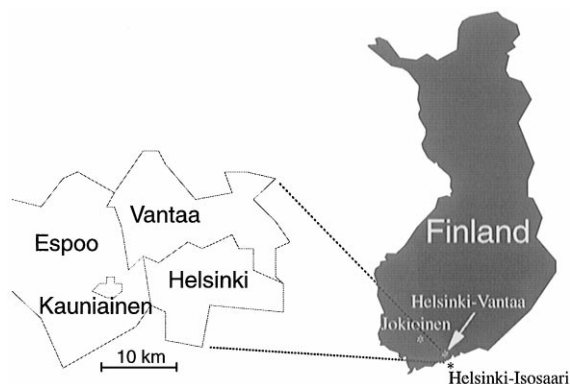 Vantaa
Espoo
Helsinki
Kauniainen
10 km
Finland
Helsinki-Vantaa
Jokioinen
Helsinki-Isosaari